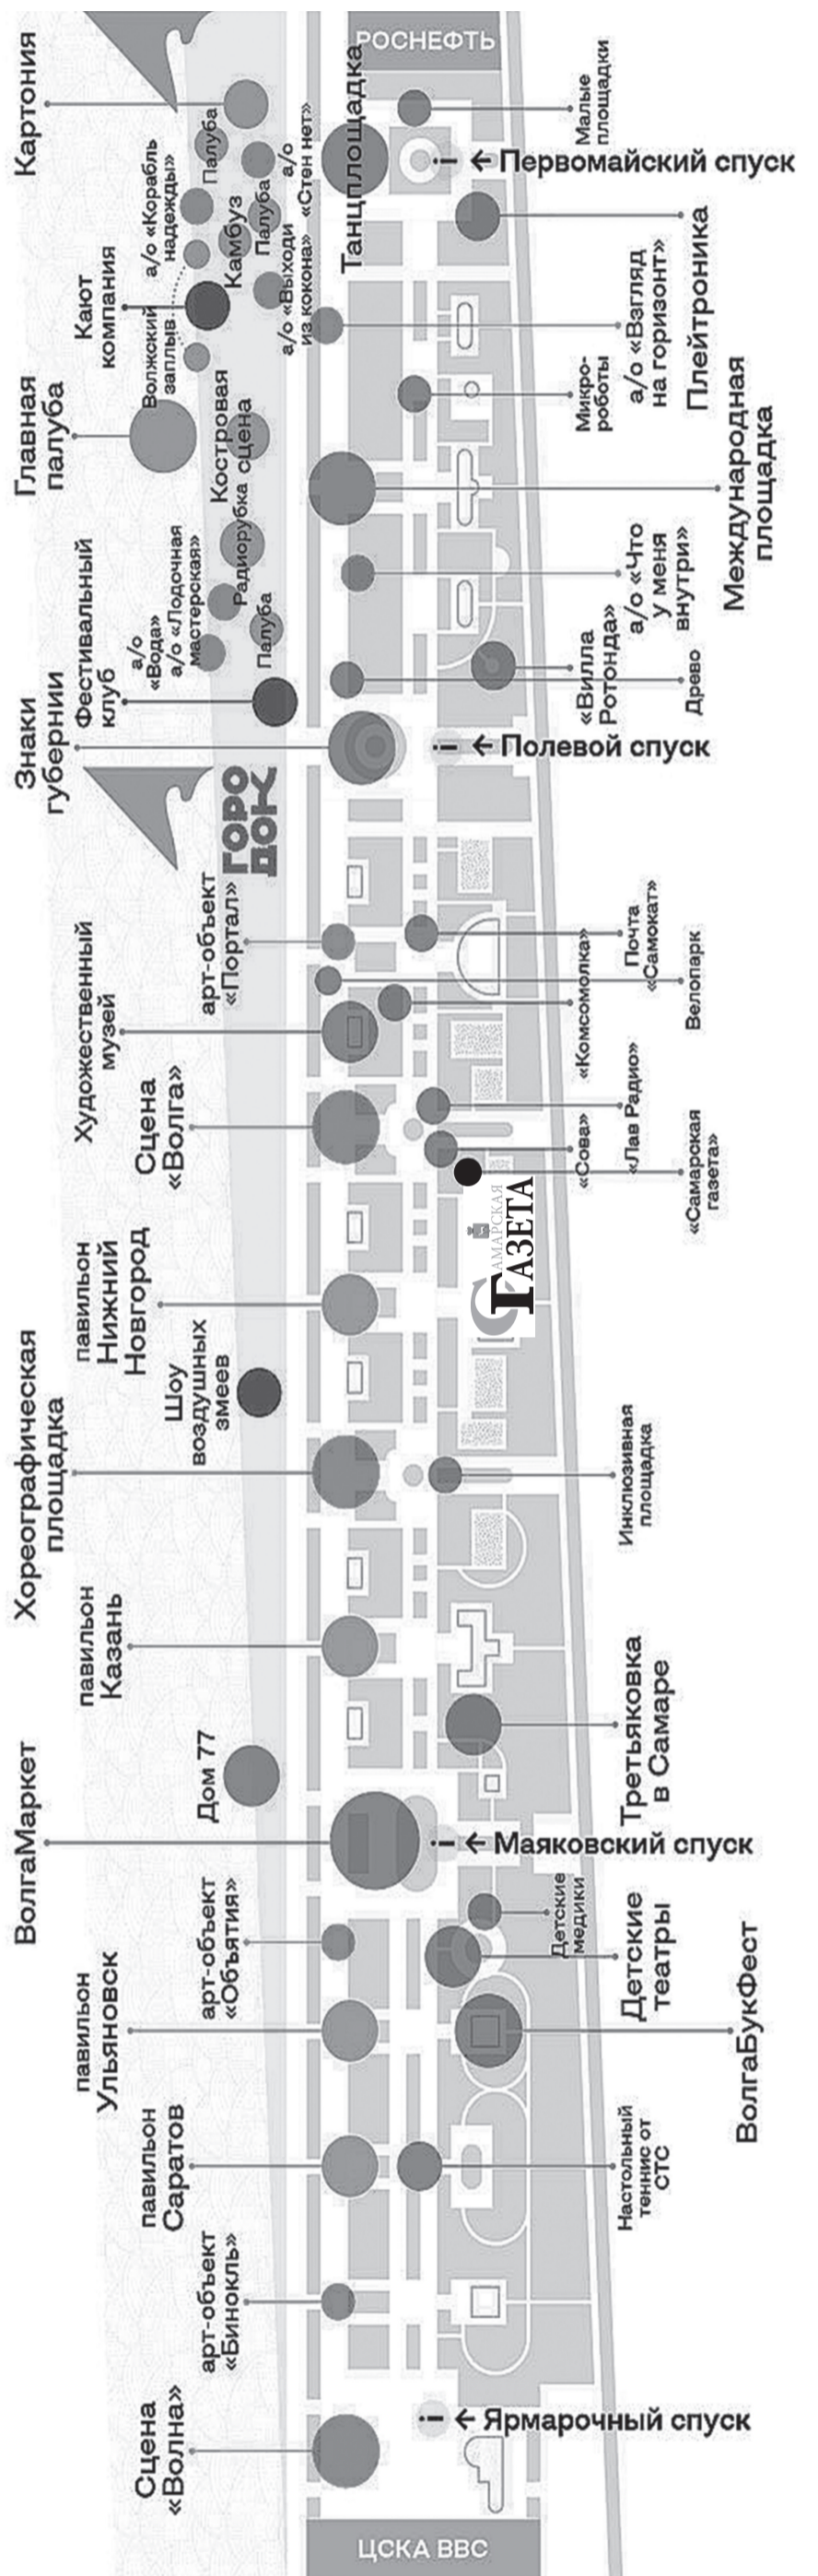 РОСНЕФТЬ
Картония
Палуба
а/о «Корабль
надежды»
Танцплощадка
а/о
«Стен нет»
Палуба
Камбуз
Малые
площадки
i ← Первомайский спуск
Кают
компания
Волжский
заплыв
а/о «Выходи
из кокона»
Плейтроника
а/о «Взгляд
на горизонт»
Микро-
роботы
Главная
палуба
Костровая
сцена
Международная
площадка
Радиорубка
а/о «Что
у меня
внутри»
Фестивальный
клуб
а/о
«Вода»
а/о «Лодочная
мастерская»
Палуба
«Вилла
Ротонда»
Древо
Знаки
губернии
i ← Полевой спуск
ГОРО
ДОК
арт-объект
«Портал»
Почта
«Самокат»
Велопарк
«Комсомолка»
Художественный
музей
Сцена
«Волга»
«Лав Радио»
«Сова»
«Самарская
газета»
САМАРСКАЯ
ГАЗЕТА
павильон
Нижний
Новгород
Шоу
воздушных
змеев
Хореографическая
площадка
Инклюзивная
площадка
павильон
Казань
Третьяковка
в Самаре
Дом 77
ВолгаМаркет
i ← Маяковский спуск
Детские
медики
Детские
театры
арт-объект
«Объятия»
павильон
Ульяновск
ВолгаБукФест
павильон
Саратов
Настольный
теннис от
СТС
арт-объект
«Бинокль»
Сцена
«Волна»
i ← Ярмарочный спуск
ЦСКА ВВС